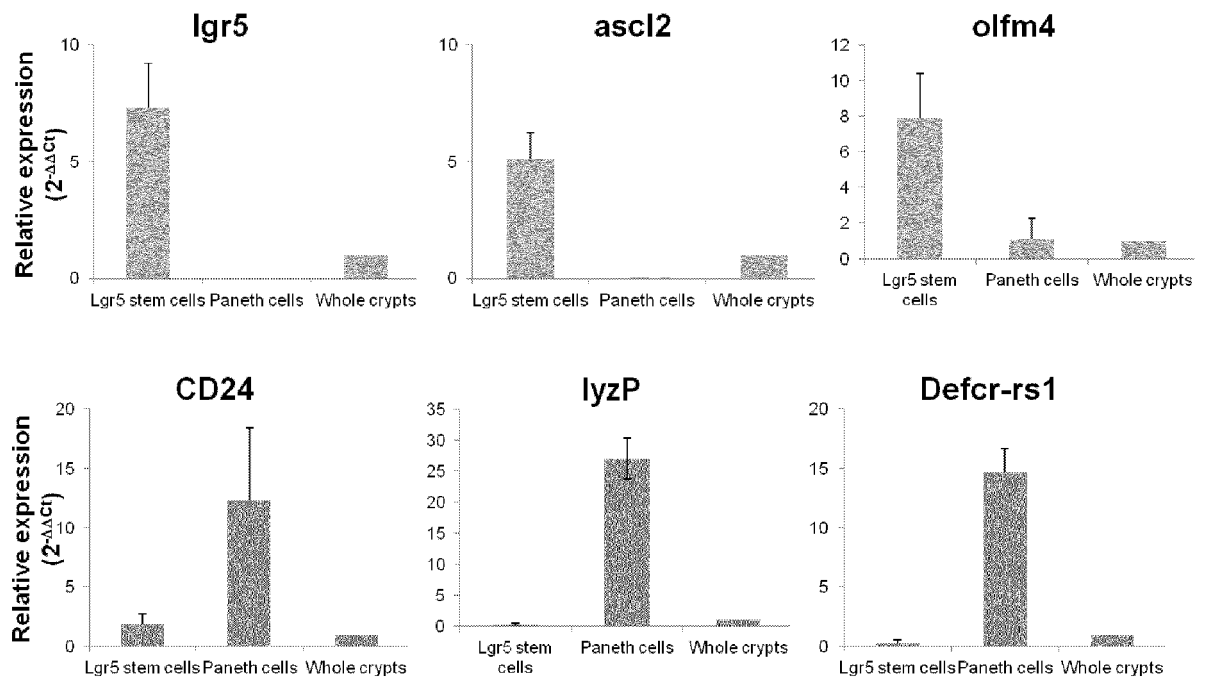 lgr5
ascl2
olfm4
Relative expression
(2-ΔΔCt)
10
5
0
Lgr5 stem cells Paneth cells Whole crypts
10
5
0
Lgr5 stem cells Paneth cells Whole crypts
12
10
8
6
4
2
0
Lgr5 stem
cells
Paneth cells Whole crypts
CD24
lyzP
Defcr-rs1
Relative expression
(2-ΔΔCt)
20
15
10
5
0
Lgr5 stem cells Paneth cells Whole crypts
35
30
25
20
15
10
5
0
Lgr5 stem
cells
Paneth cells Whole crypts
20
15
10
5
0
Lgr5 stem cells Paneth cells Whole crypts